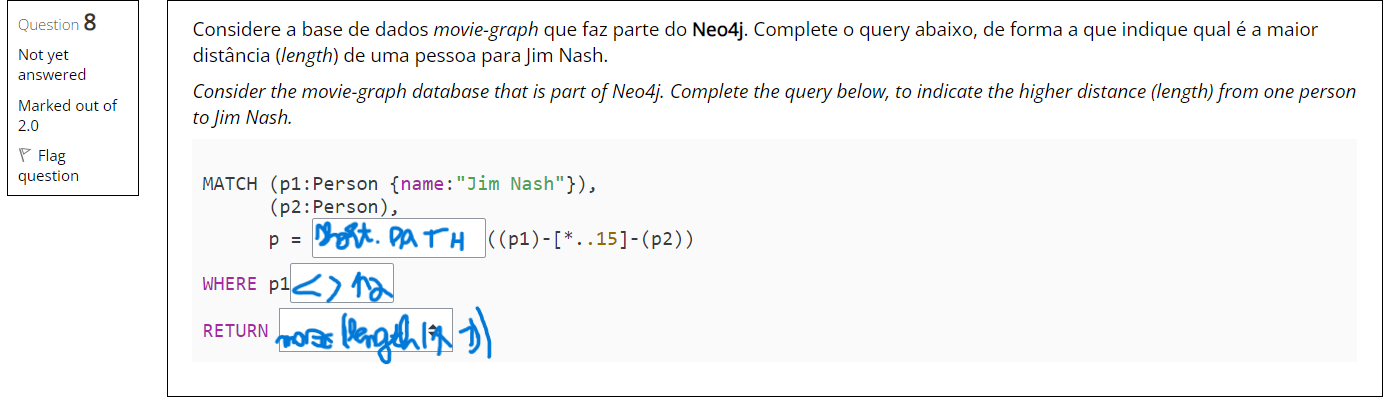 Question 8
Not yet
answered
Marked out of
2.0
Flag
question
Considere a base de dados movie-graph que faz parte do Neo4j. Complete o query abaixo, de forma a que indique qual é a maior
distância (length) de uma pessoa para Jim Nash.
Consider the movie-graph database that is part of Neo4j. Complete the query below, to indicate the higher distance (length) from one person
to Jim Nash.
MATCH (p1:Person {name:"Jim Nash"}),
(p2:Person),
p = PATH ((p1)-[*..15]-(p2))
WHERE p1 <> p2
RETURN max(length(p))